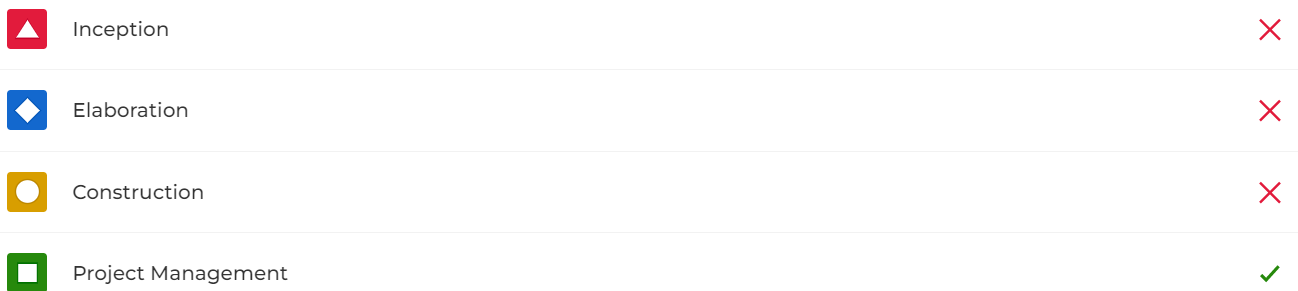 Inception
Elaboration
Construction
Project Management